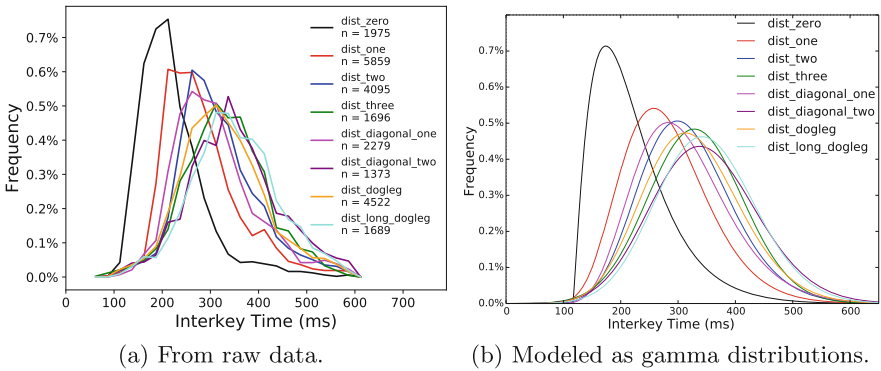 0.7%
0.6%
0.5%
0.4%
0.3%
0.2%
0.1%
0.0%
Frequency
0 100 200 300 400 500 600 700
Interkey Time (ms)
dist_zero
n = 1975
dist_one
n = 5859
dist_two
n = 4095
dist_three
n = 1696
dist_diagonal_one
n = 2279
dist_diagonal_two
n = 1373
dist_dogleg
n = 4522
dist_long_dogleg
n = 1689
(a) From raw data.
0.7%
0.6%
0.5%
0.4%
0.3%
0.2%
0.1%
0.0%
Frequency
0 100 200 300 400 500 600
Interkey Time (ms)
dist_zero
dist_one
dist_two
dist_three
dist_diagonal_one
dist_diagonal_two
dist_dogleg
dist_long_dogleg
(b) Modeled as gamma distributions.